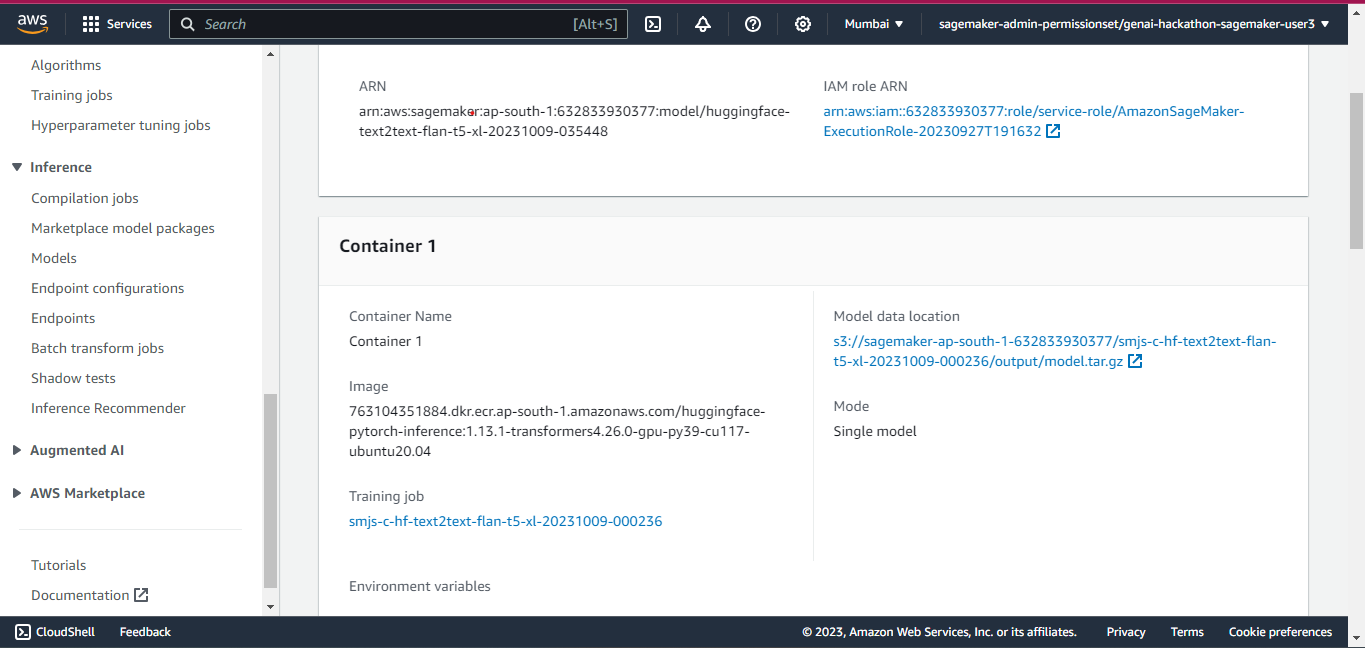 aws
Services
Search [Alt+S]
Mumbai
sagemaker-admin-permissionset/genai-hackathon-sagemaker-user3
Algorithms
Training jobs
Hyperparameter tuning jobs
Inference
Compilation jobs
Marketplace model packages
Models
Endpoint configurations
Endpoints
Batch transform jobs
Shadow tests
Inference Recommender
Augmented AI
AWS Marketplace
Tutorials
Documentation
ARN
arn:aws:sagemaker:ap-south-1:632833930377:model/huggingface-
text2text-flan-t5-xl-20231009-035448
IAM role ARN
arn:aws:iam::632833930377:role/service-role/AmazonSageMaker-
ExecutionRole-20230927T191632
Container 1
Container Name
Container 1
Image
763104351884.dkr.ecr.ap-south-1.amazonaws.com/huggingface-
pytorch-inference:1.13.1-transformers4.26.0-gpu-py39-cu117-
ubuntu20.04
Training job
smjs-c-hf-text2text-flan-t5-xl-20231009-000236
Model data location
s3://sagemaker-ap-south-1-632833930377/smjs-c-hf-text2text-flan-
t5-xl-20231009-000236/output/model.tar.gz
Mode
Single model
Environment variables
CloudShell
Feedback
© 2023, Amazon Web Services, Inc. or its affiliates.
Privacy
Terms
Cookie preferences